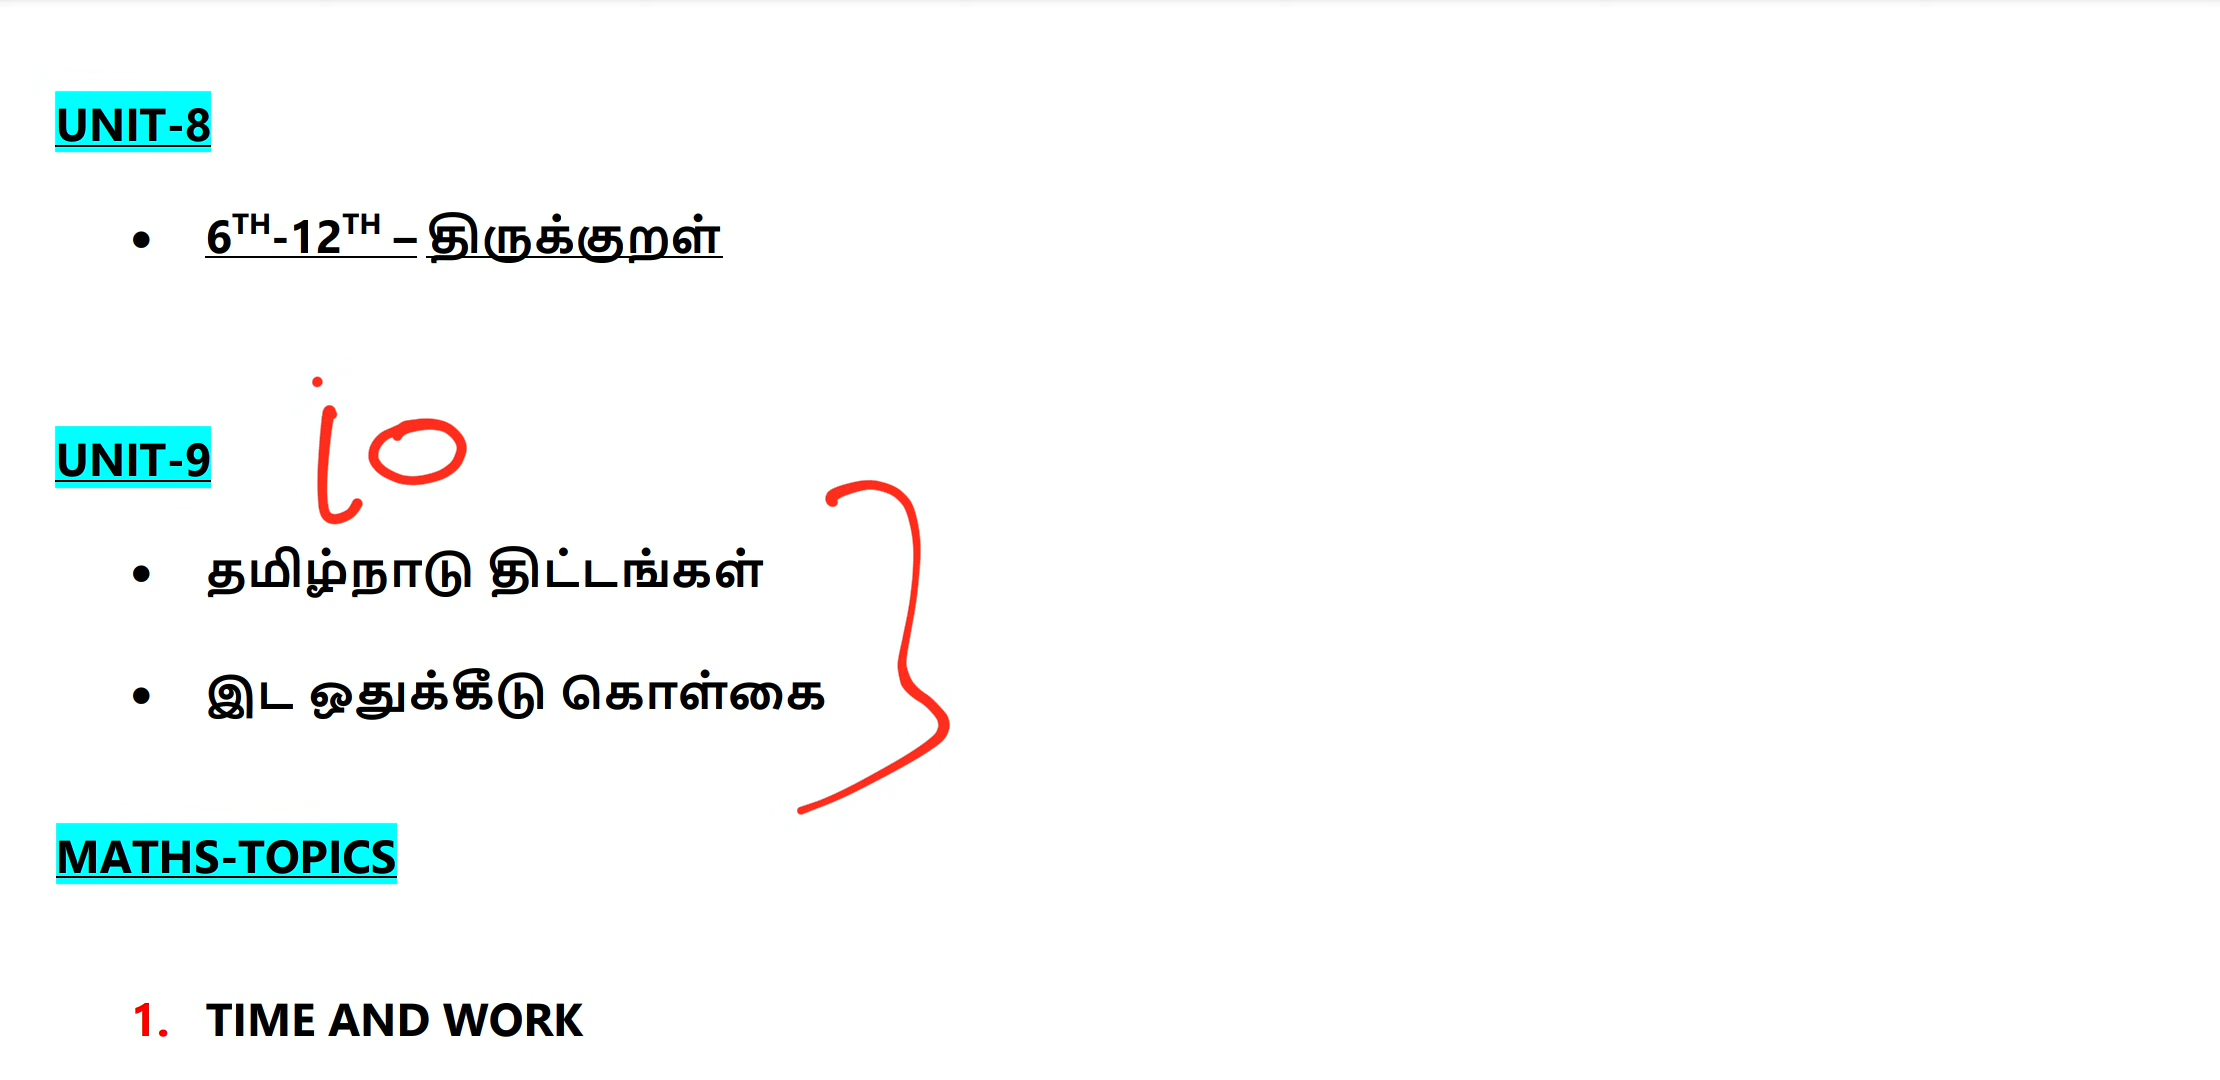 UNIT-8
• 6TH-12TH – திருக்குறள்
10
UNIT-9
• தமிழ்நாடு திட்டங்கள்
• இட ஒதுக்கீடு கொள்கை
MATHS-TOPICS
1. TIME AND WORK